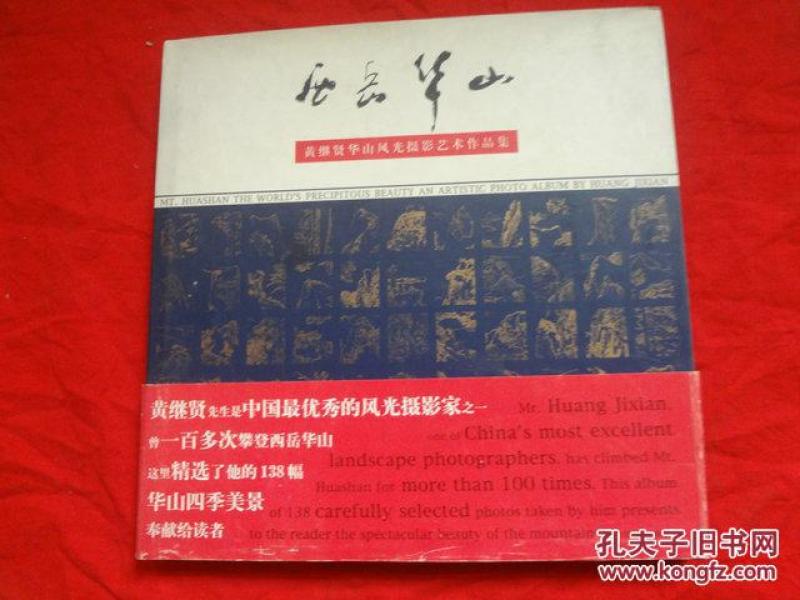 西岳华山
黄继贤华山风光摄影艺术作品集
MT. HUASHAN THE WORLD'S PRECIPITOUS BEAUTY AN ARTISTIC PHOTO ALBUM BY HUANG JIXIAN
黄继贤先生是中国最优秀的风光摄影家之一
曾一百多次攀登西岳华山
这里精选了他的138幅
华山四季美景
奉献给读者
Mr. Huang Jixian,
one of China's most excellent
landscape photographers, has climbed Mt.
Huashan for more than 100 times. This album
of 138 carefully selected photos taken by him presents
to the reader the spectacular beauty of the mountain
孔夫子旧书网
www.kongfz.com